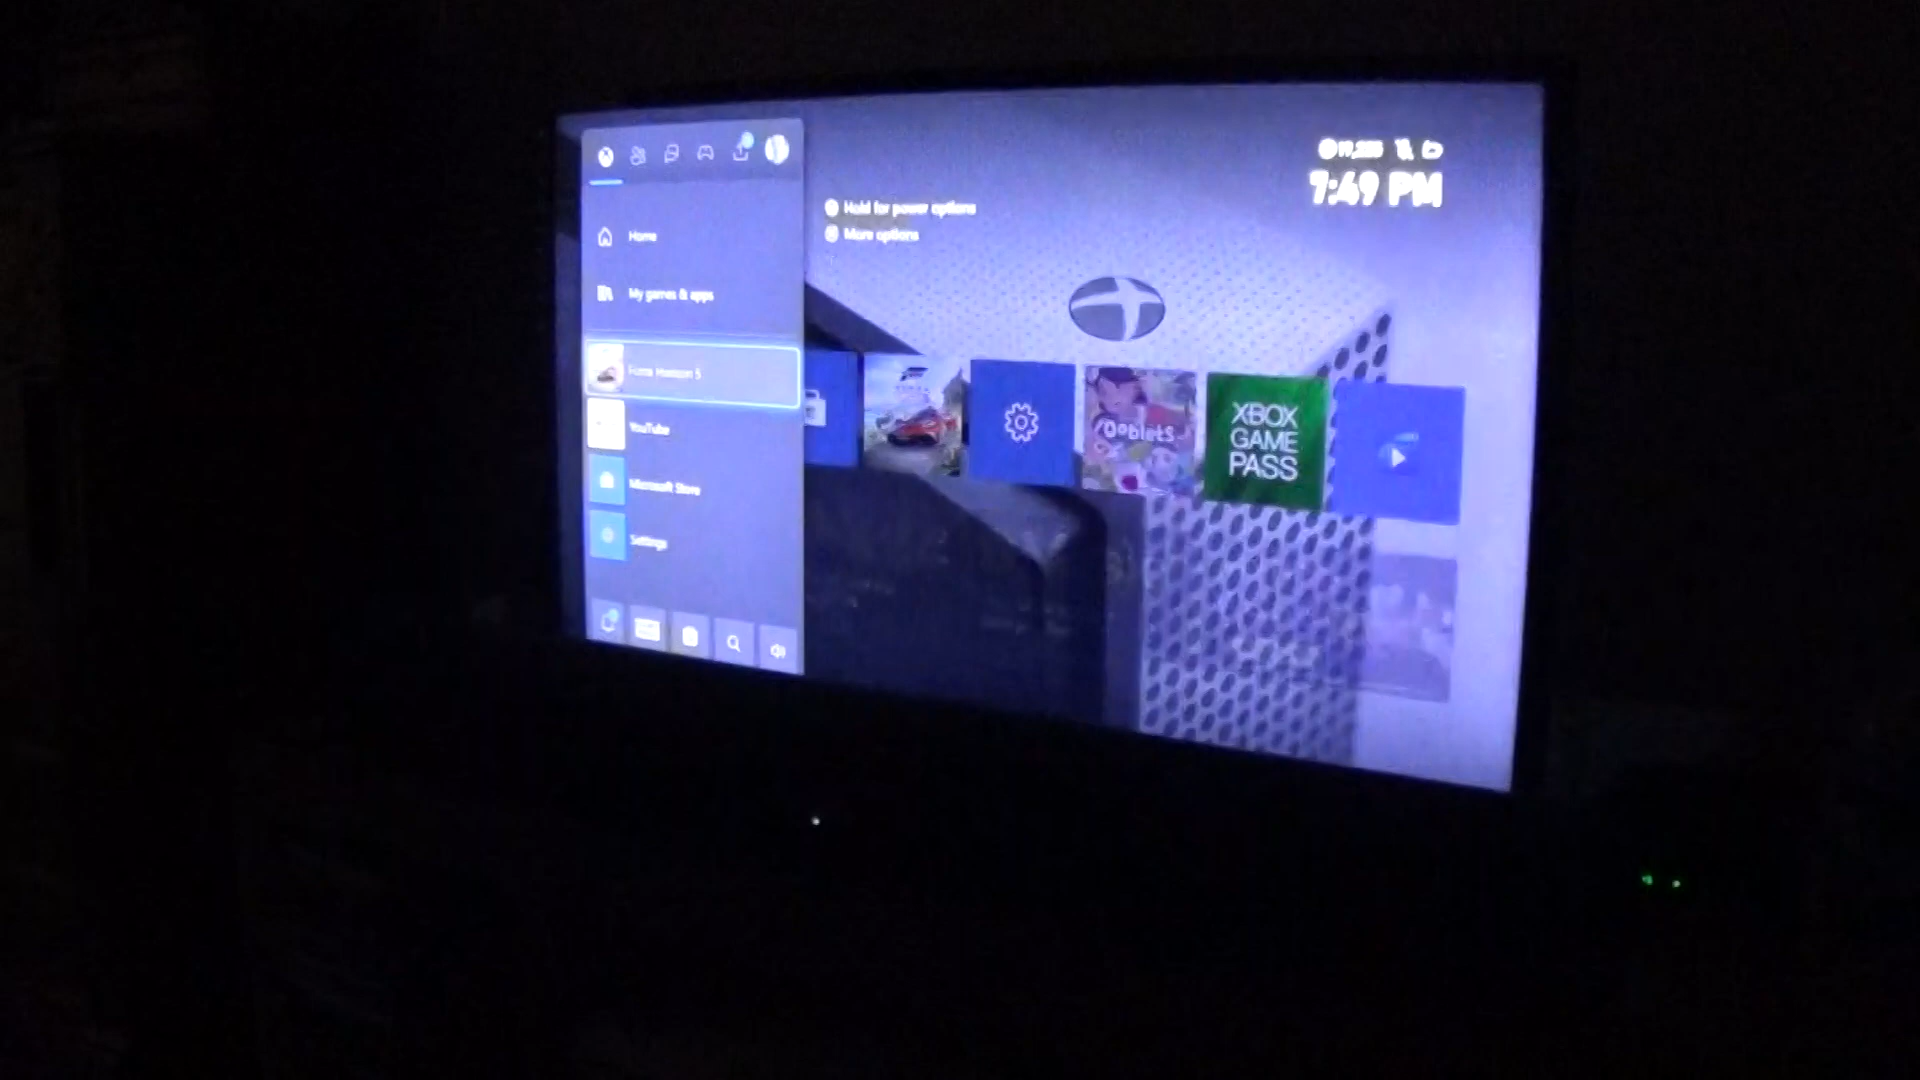 7:49 PM
Hold for power options
More options
Home
My games & apps
Forza Horizon 5
YouTube
Microsoft Store
Settings
Ooblets
XBOX
GAME
PASS